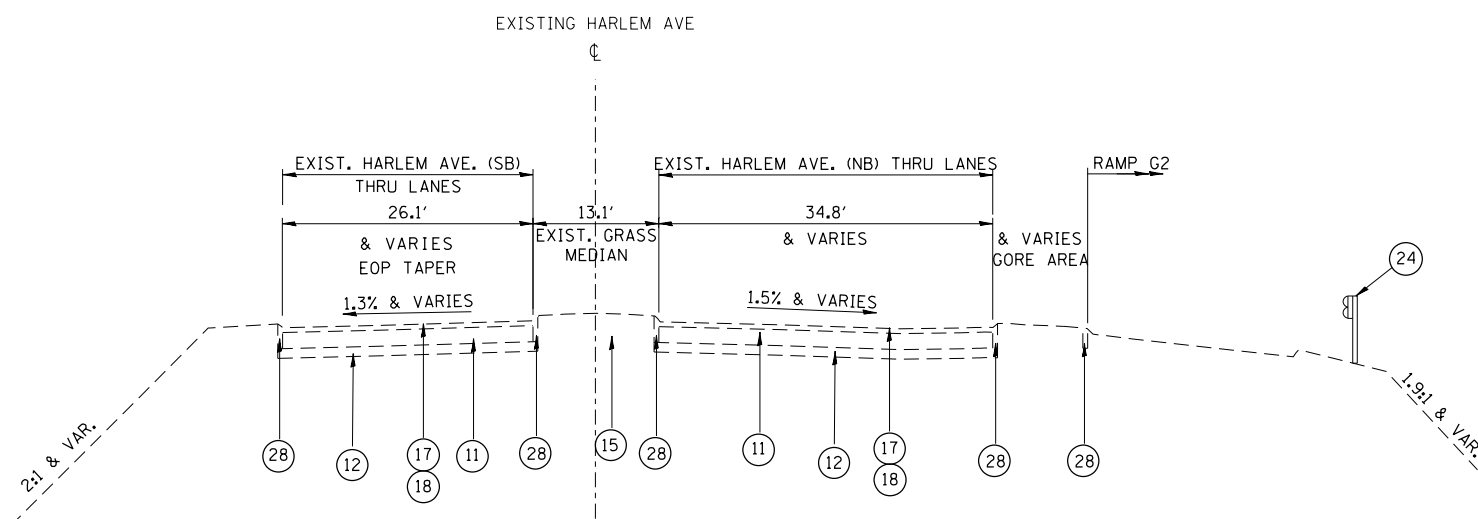 EXISTING HARLEM AVE
℄
EXIST. HARLEM AVE. (SB)
THRU LANES
EXIST. HARLEM AVE. (NB) THRU LANES
RAMP G2
26.1'
13.1'
34.8'
& VARIES
EOP TAPER
EXIST. GRASS
MEDIAN
& VARIES
& VARIES
GORE AREA
24
1.3% & VARIES
1.5% & VARIES
2:1 & VAR.
1.9:1 & VAR.
28
12
17
18
11
28
15
28
11
12
17
18
28
28